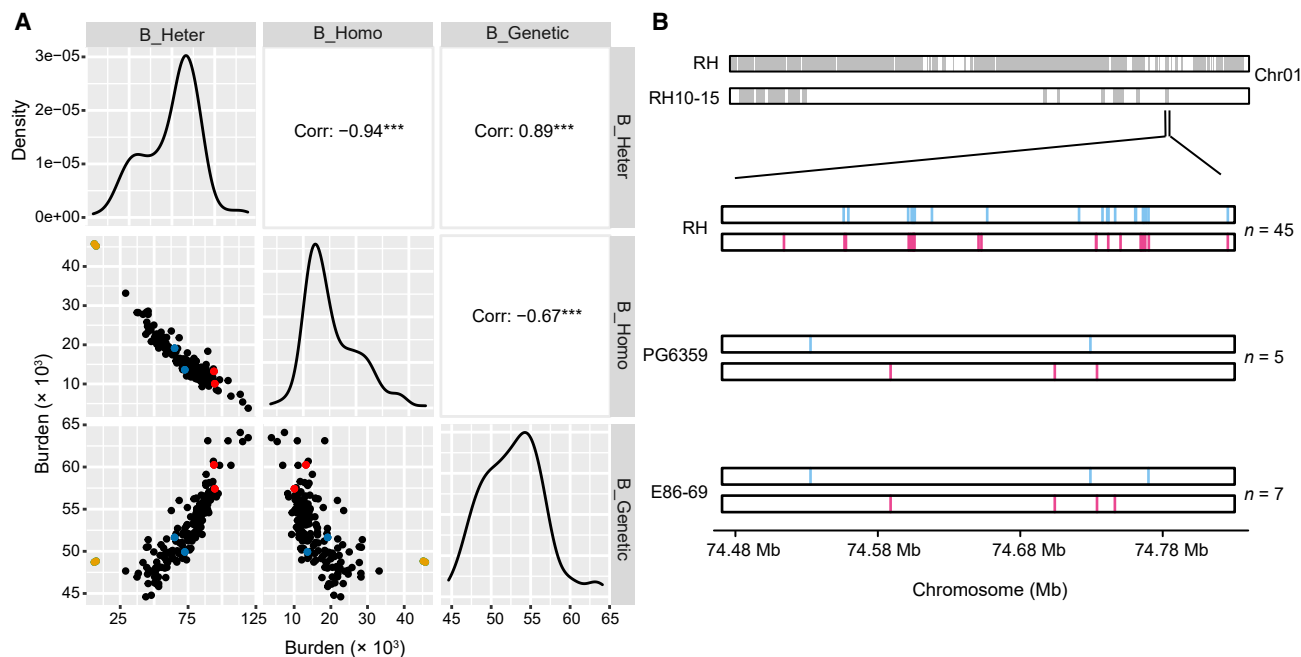 A
B_Heter
B_Homo
B_Genetic
Density
3e−05
2e−05
1e−05
0e+00
Corr: −0.94***
Corr: 0.89***
B_Heter
Burden (× 10³)
40
30
20
10
Corr: −0.67***
B_Homo
65
60
55
50
45
B_Genetic
25 75 125
10 20 30 40
45 50 55 60 65
Burden (× 10³)
B
RH
Chr01
RH10-15
RH
n = 45
PG6359
n = 5
E86-69
n = 7
74.48 Mb 74.58 Mb 74.68 Mb 74.78 Mb
Chromosome (Mb)